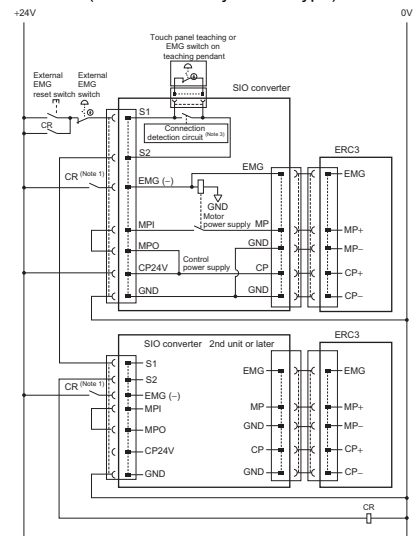 +24V
0V
Touch panel teaching or
EMG switch on
teaching pendant
External
EMG
reset switch
External
EMG
switch
SIO converter
CR
S1
Connection
detection circuit (Note 3)
S2
EMG
ERC3
CR (Note 1)
EMG (−)
EMG
GND
Motor
power supply
MPI
MP
MP+
MPO
GND
MP−
Control
power supply
CP24V
CP
CP+
GND
GND
CP−
SIO converter 2nd unit or later
ERC3
S1
EMG
EMG
S2
CR (Note 1)
EMG (−)
MPI
MP
MP+
MPO
GND
MP−
CP24V
CP
CP+
GND
GND
CP−
CR